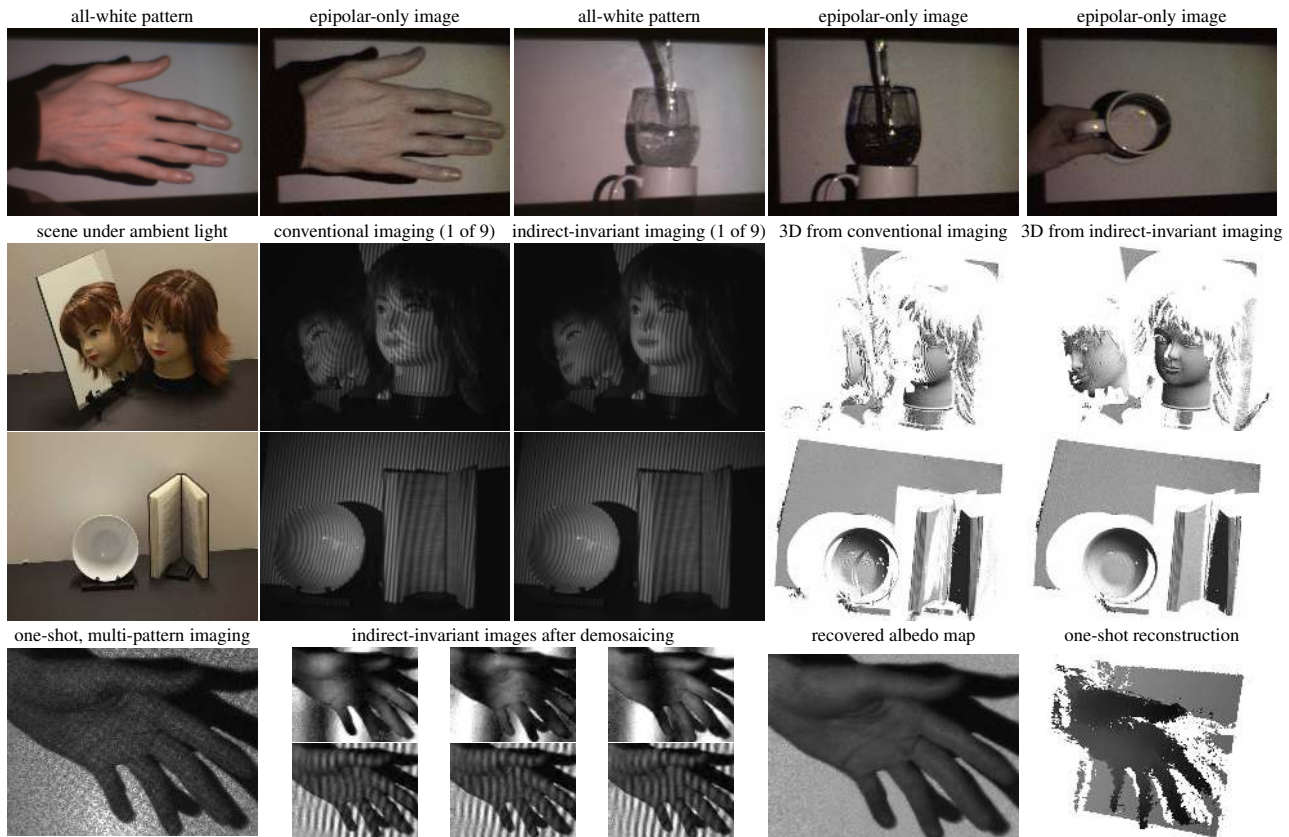 all-white pattern epipolar-only image all-white pattern epipolar-only image epipolar-only image
scene under ambient light conventional imaging (1 of 9) indirect-invariant imaging (1 of 9) 3D from conventional imaging 3D from indirect-invariant imaging
one-shot, multi-pattern imaging indirect-invariant images after demosaicing recovered albedo map one-shot reconstruction